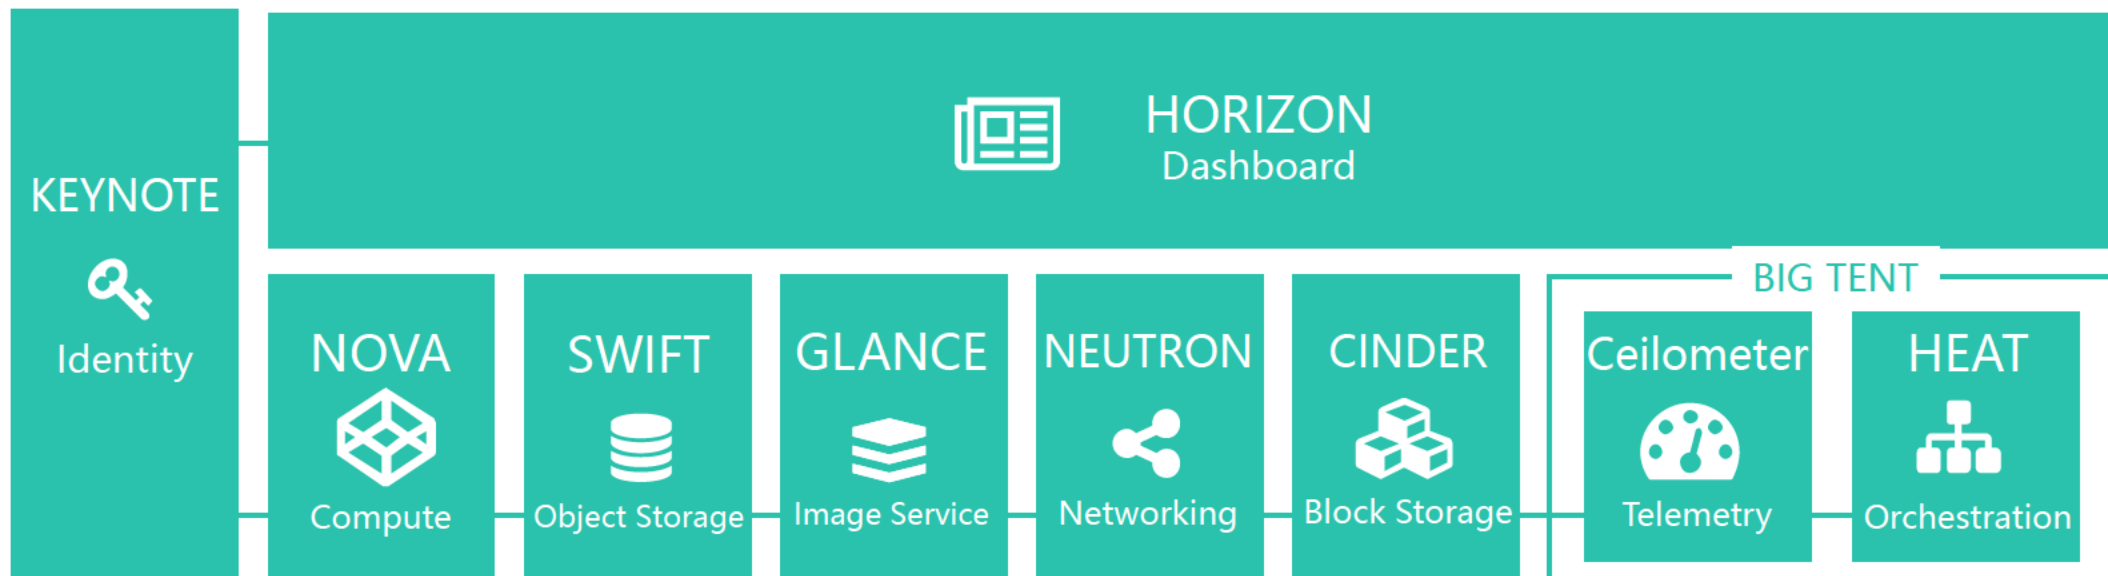 KEYNOTE
Identity
HORIZON
Dashboard
NOVA
Compute
SWIFT
Object Storage
GLANCE
Image Service
NEUTRON
Networking
CINDER
Block Storage
BIG TENT
Ceilometer
Telemetry
HEAT
Orchestration